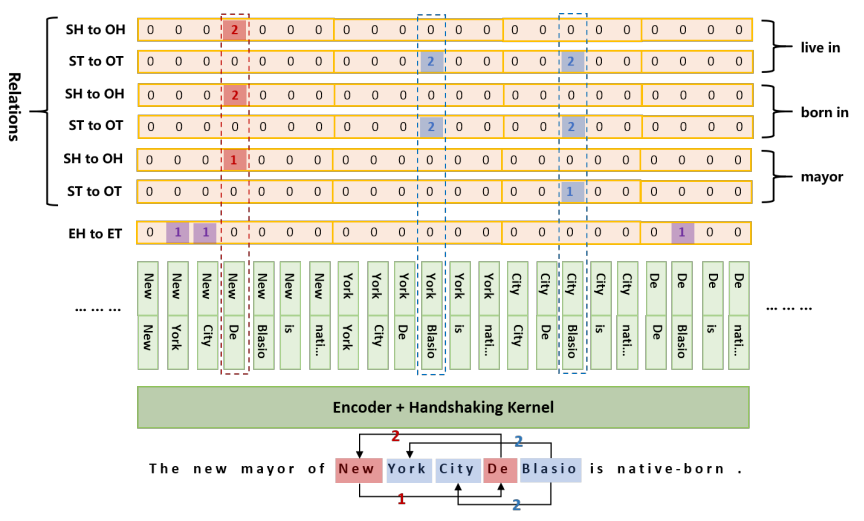 SH to OH 0 0 0 2 0 0 0 0 0 0 0 0 0 0 0 0 0 0 0 0 0 0
ST to OT 0 0 0 0 0 0 0 0 0 0 2 0 0 0 0 2 0 0 0 0 0 0
live in
SH to OH 0 0 0 2 0 0 0 0 0 0 0 0 0 0 0 0 0 0 0 0 0 0
ST to OT 0 0 0 0 0 0 0 0 0 0 2 0 0 0 0 2 0 0 0 0 0 0
born in
SH to OH 0 0 0 1 0 0 0 0 0 0 0 0 0 0 0 0 0 0 0 0 0 0
ST to OT 0 0 0 0 0 0 0 0 0 0 0 0 0 0 0 1 0 0 0 0 0 0
mayor
Relations
EH to ET 0 1 1 0 0 0 0 0 0 0 0 0 0 0 0 0 0 0 0 1 0 0
... ... ...
New New
New York
New City
New De
New Blasio
New is
New nati...
York York
York City
York De
York Blasio
York is
York nati...
City City
City De
City Blasio
City is
City nati...
De De
De Blasio
De is
De nati...
... ... ...
Encoder + Handshaking Kernel
2 2
The new mayor of New York City De Blasio is native-born .
1 2